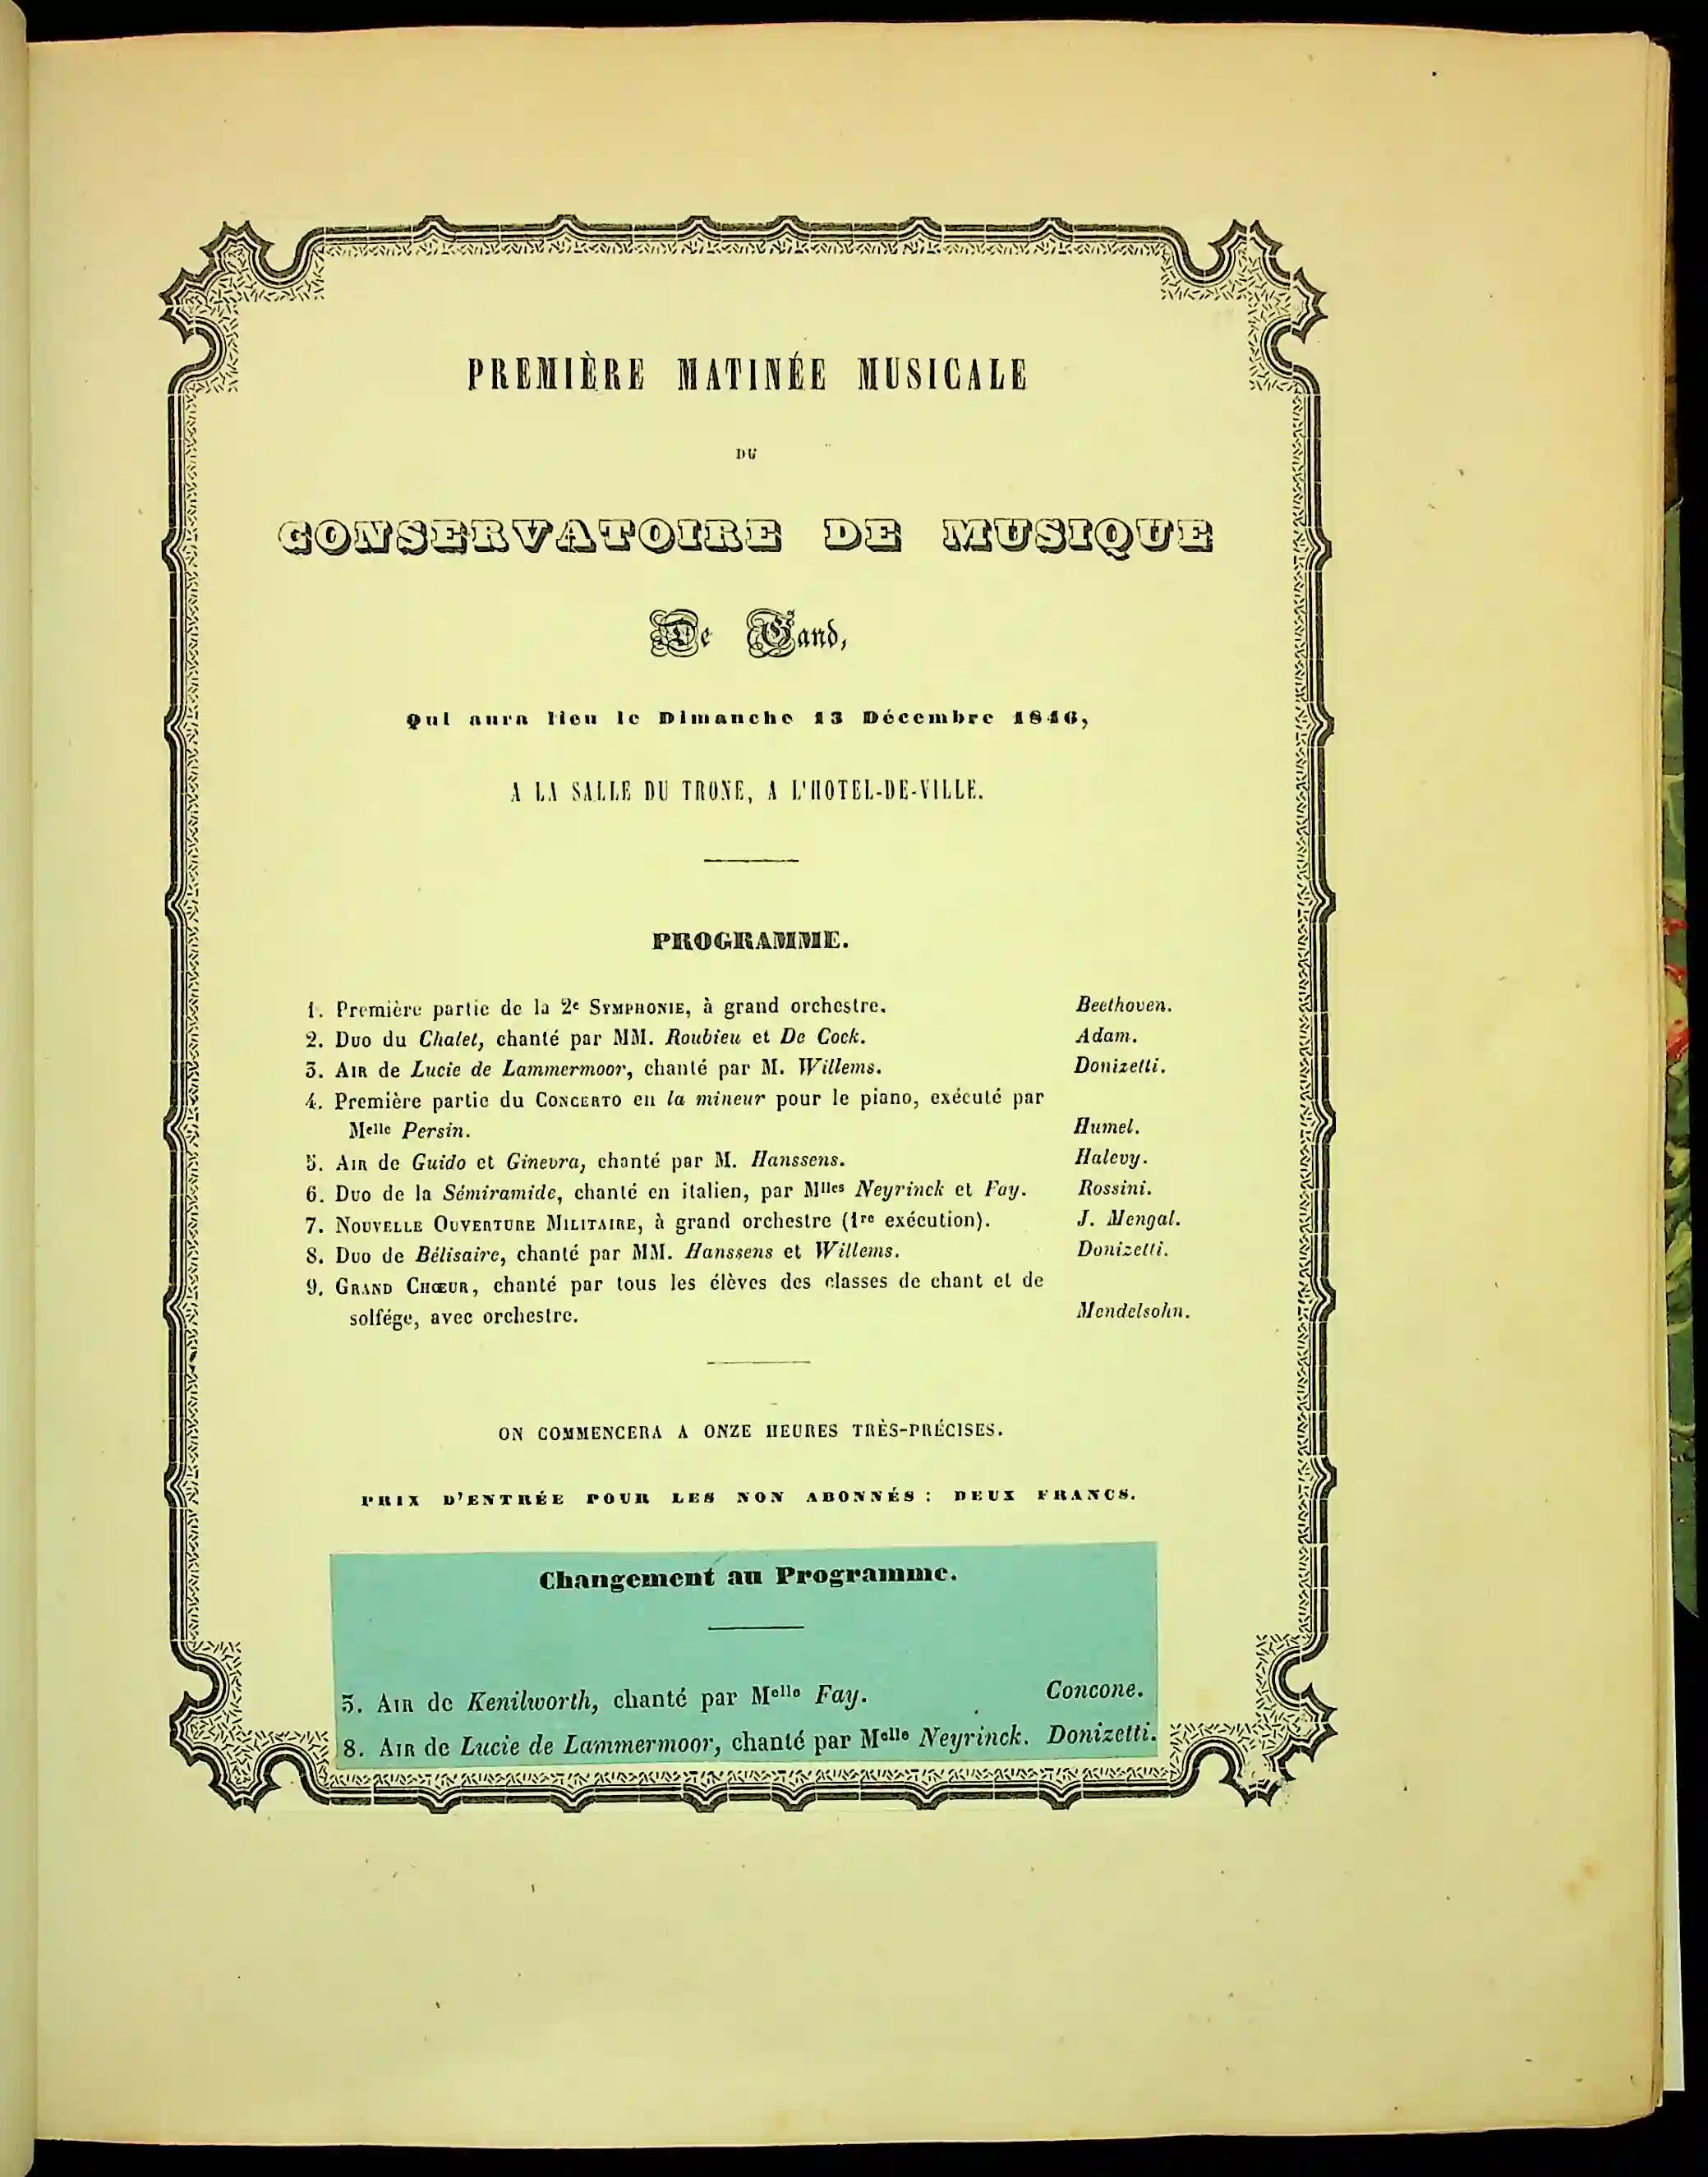 PREMIÈRE MATINÉE MUSICALE
DU
CONSERVATOIRE DE MUSIQUE
De Gand,
Qui aura lieu le Dimanche 13 Décembre 1846,
A LA SALLE DU TRONE, A L'HOTEL-DE-VILLE.
PROGRAMME.
1. Première partie de la 2e SYMPHONIE, à grand orchestre. Beethoven.
2. Duo du Chalet, chanté par MM. Roubieu et De Cock. Adam.
3. AIR de Lucie de Lammermoor, chanté par M. Willems. Donizetti.
4. Première partie du CONCERTO en la mineur pour le piano, exécuté par
Melle Persin. Humel.
5. AIR de Guido et Ginevra, chanté par M. Hanssens. Halevy.
6. Duo de la Sémiramide, chanté en italien, par Mlles Neyrinck et Fay. Rossini.
7. NOUVELLE OUVERTURE MILITAIRE, à grand orchestre (1re exécution). J. Mengal.
8. Duo de Bélisaire, chanté par MM. Hanssens et Willems. Donizetti.
9. GRAND CHŒUR, chanté par tous les élèves des classes de chant et de
solfége, avec orchestre. Mendelsohn.
ON COMMENCERA A ONZE HEURES TRÈS-PRÉCISES.
PRIX D'ENTRÉE POUR LES NON ABONNÉS : DEUX FRANCS.
Changement au Programme.
3. AIR de Kenilworth, chanté par Melle Fay. Concone.
8. AIR de Lucie de Lammermoor, chanté par Melle Neyrinck. Donizetti.